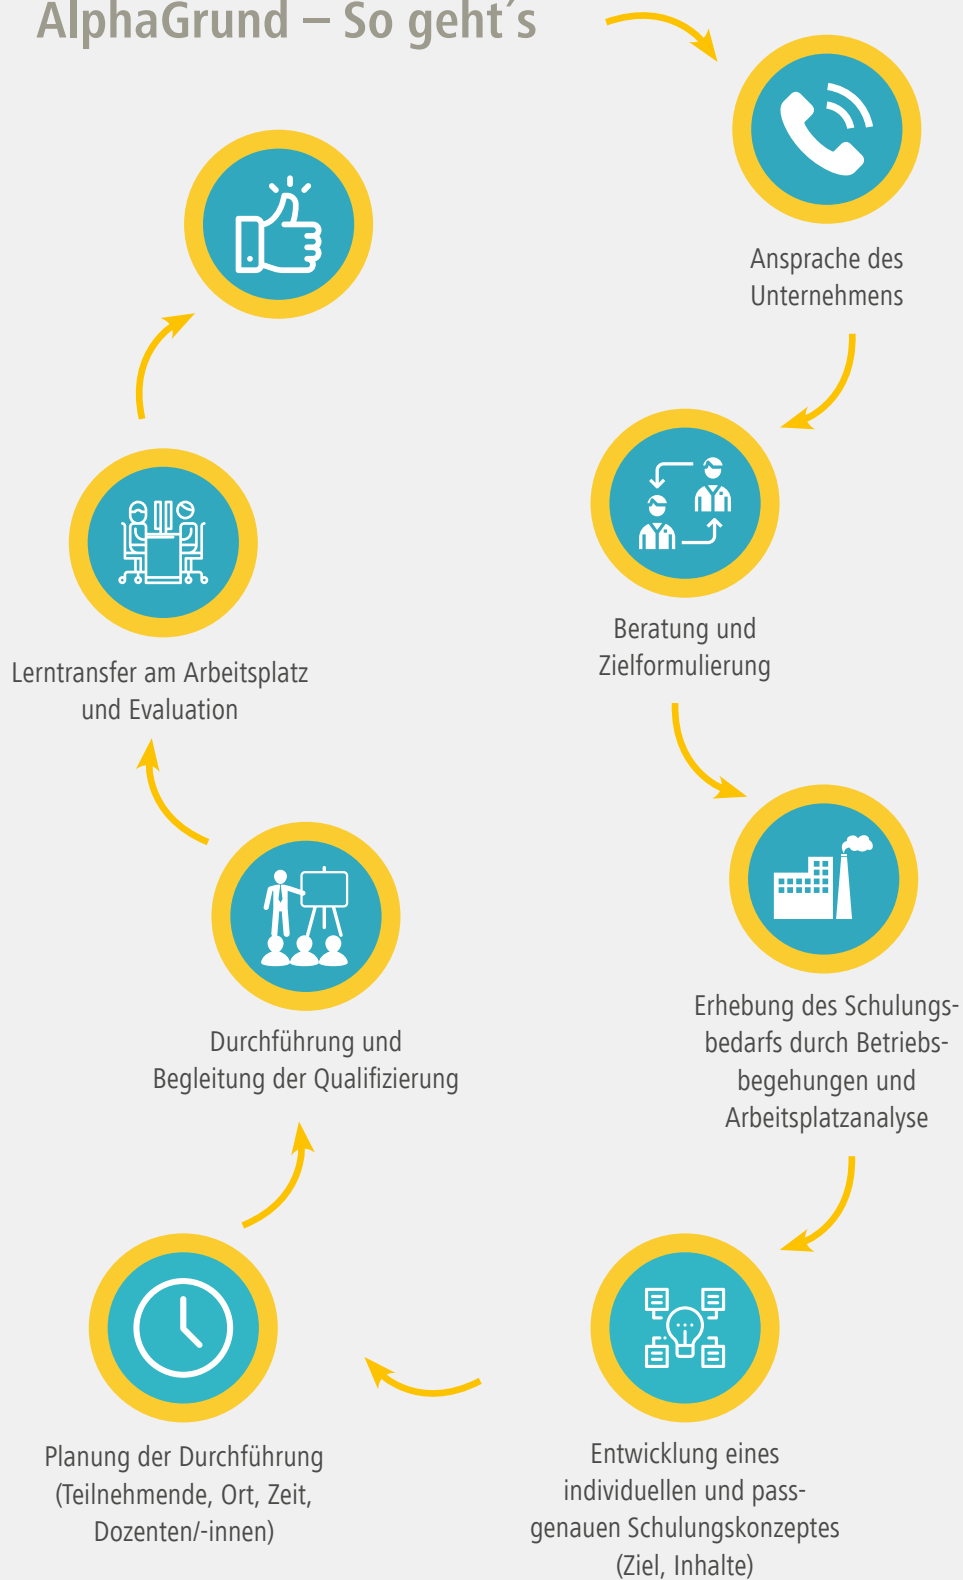 AlphaGrund – So geht´s
Ansprache des
Unternehmens
Beratung und
Zielformulierung
Erhebung des Schulungs-
bedarfs durch Betriebs-
begehungen und
Arbeitsplatzanalyse
Entwicklung eines
individuellen und pass-
genauen Schulungskonzeptes
(Ziel, Inhalte)
Planung der Durchführung
(Teilnehmende, Ort, Zeit,
Dozenten/-innen)
Durchführung und
Begleitung der Qualifizierung
Lerntransfer am Arbeitsplatz
und Evaluation